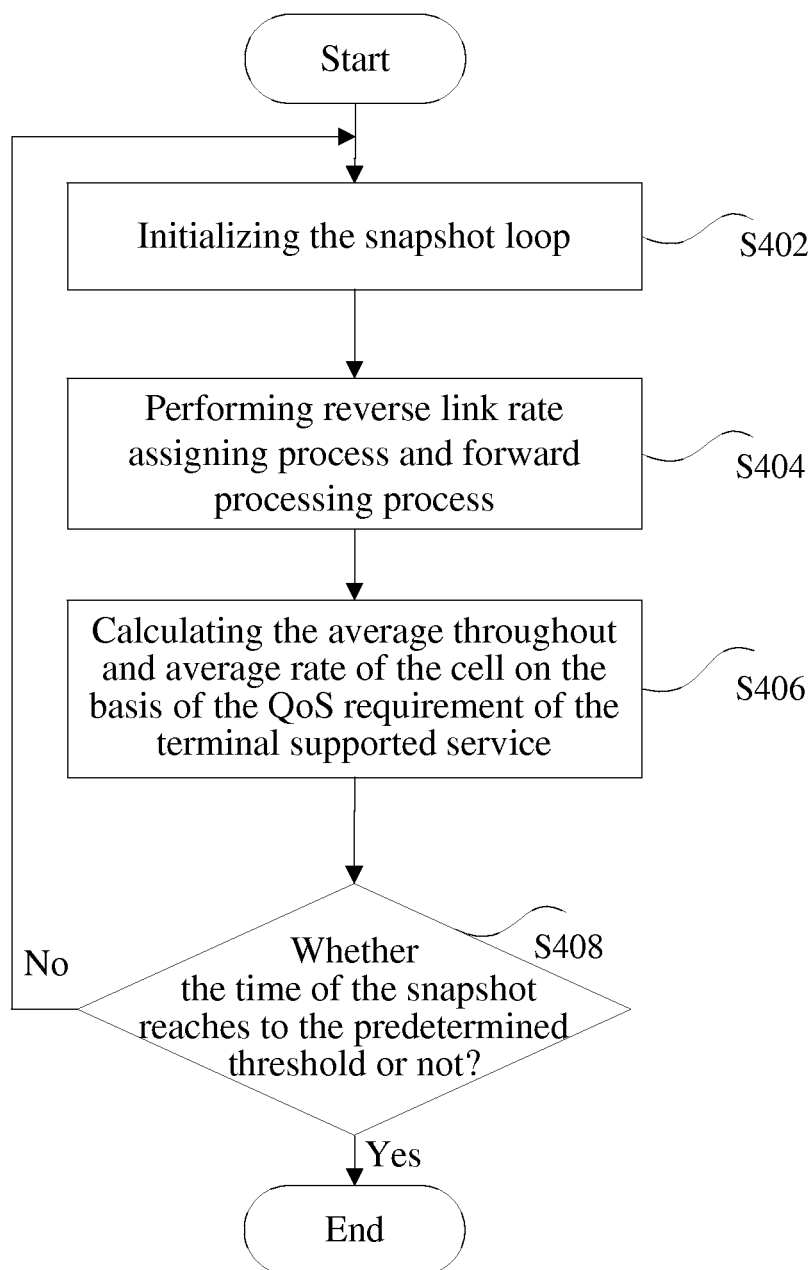 Start
Initializing the snapshot loop
S402
Performing reverse link rate
assigning process and forward
processing process
S404
Calculating the average throughout
and average rate of the cell on the
basis of the QoS requirement of the
terminal supported service
S406
S408
Whether
the time of the snapshot
reaches to the predetermined
threshold or not?
No
Yes
End